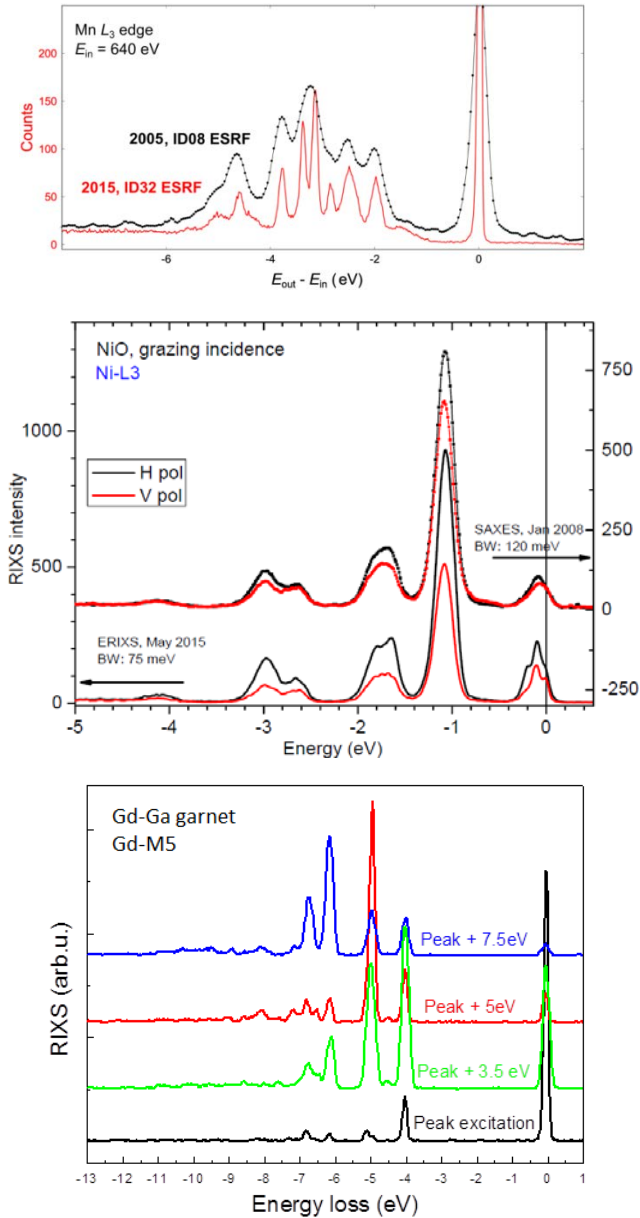 Mn L₃ edge
E_in = 640 eV
200
150
100
50
0
Counts
2005, ID08 ESRF
2015, ID32 ESRF
-6
-4
-2
0
E_out - E_in (eV)
NiO, grazing incidence
Ni-L3
H pol
V pol
RIXS intensity
1000
500
0
750
500
250
0
-250
SAXES, Jan 2008
BW: 120 meV
ERIXS, May 2015
BW: 75 meV
-5 -4 -3 -2 -1 0
Energy (eV)
Gd-Ga garnet
Gd-M5
RIXS (arb.u.)
Peak + 7.5eV
Peak + 5eV
Peak + 3.5 eV
Peak excitation
-13 -12 -11 -10 -9 -8 -7 -6 -5 -4 -3 -2 -1 0 1
Energy loss (eV)